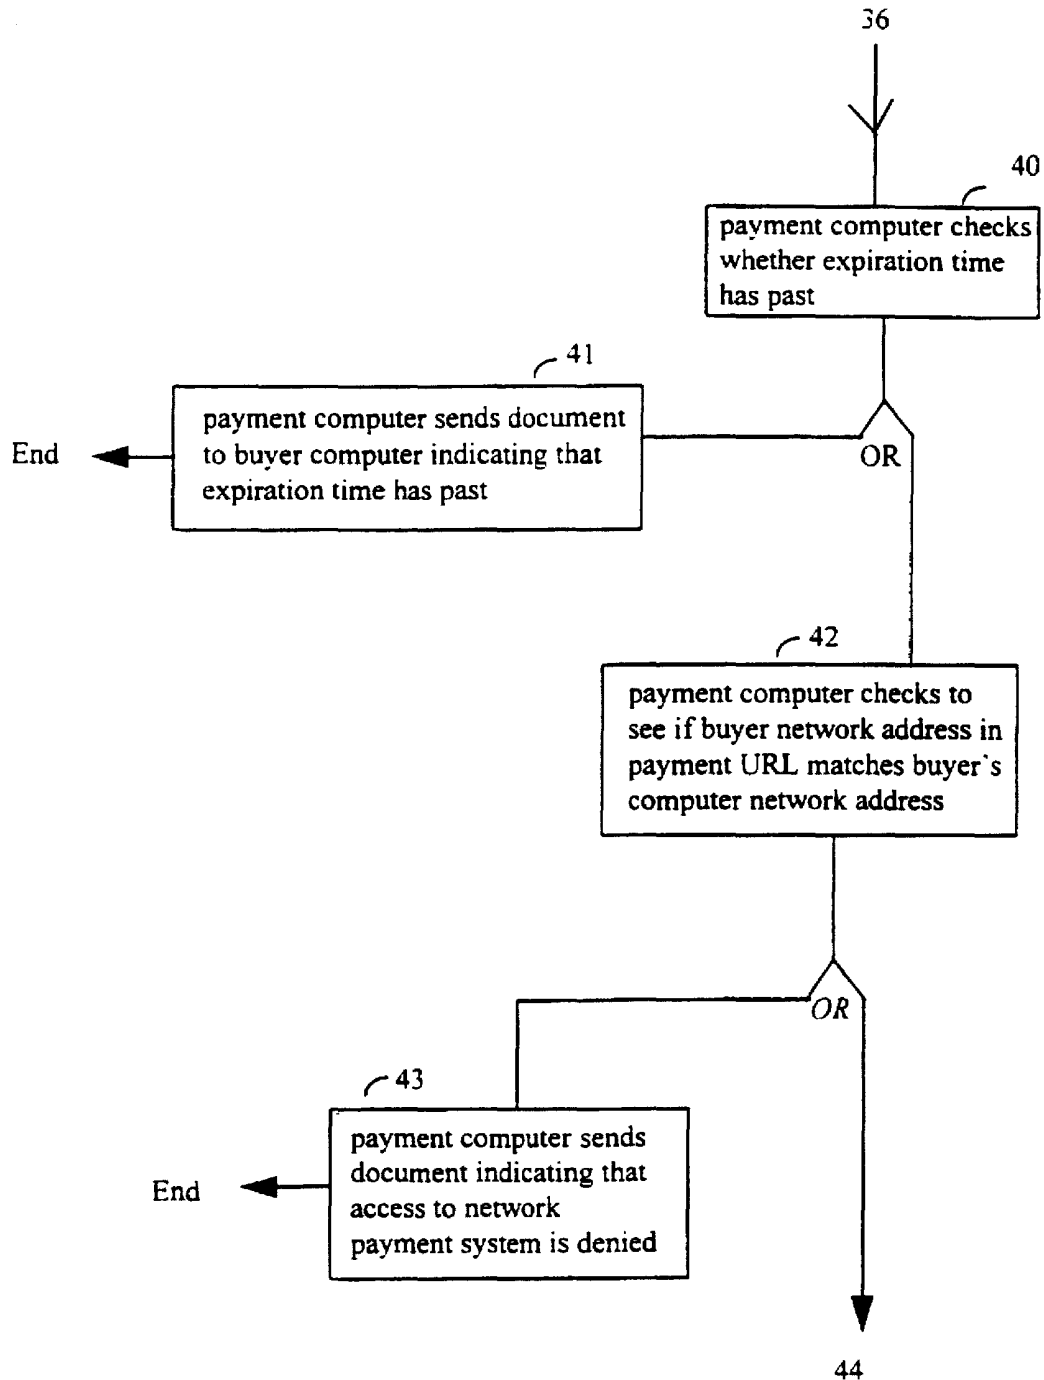 36
40
payment computer checks
whether expiration time
has past
41
payment computer sends document
to buyer computer indicating that
expiration time has past
End
OR
42
payment computer checks to
see if buyer network address in
payment URL matches buyer's
computer network address
OR
43
payment computer sends
document indicating that
access to network
payment system is denied
End
44